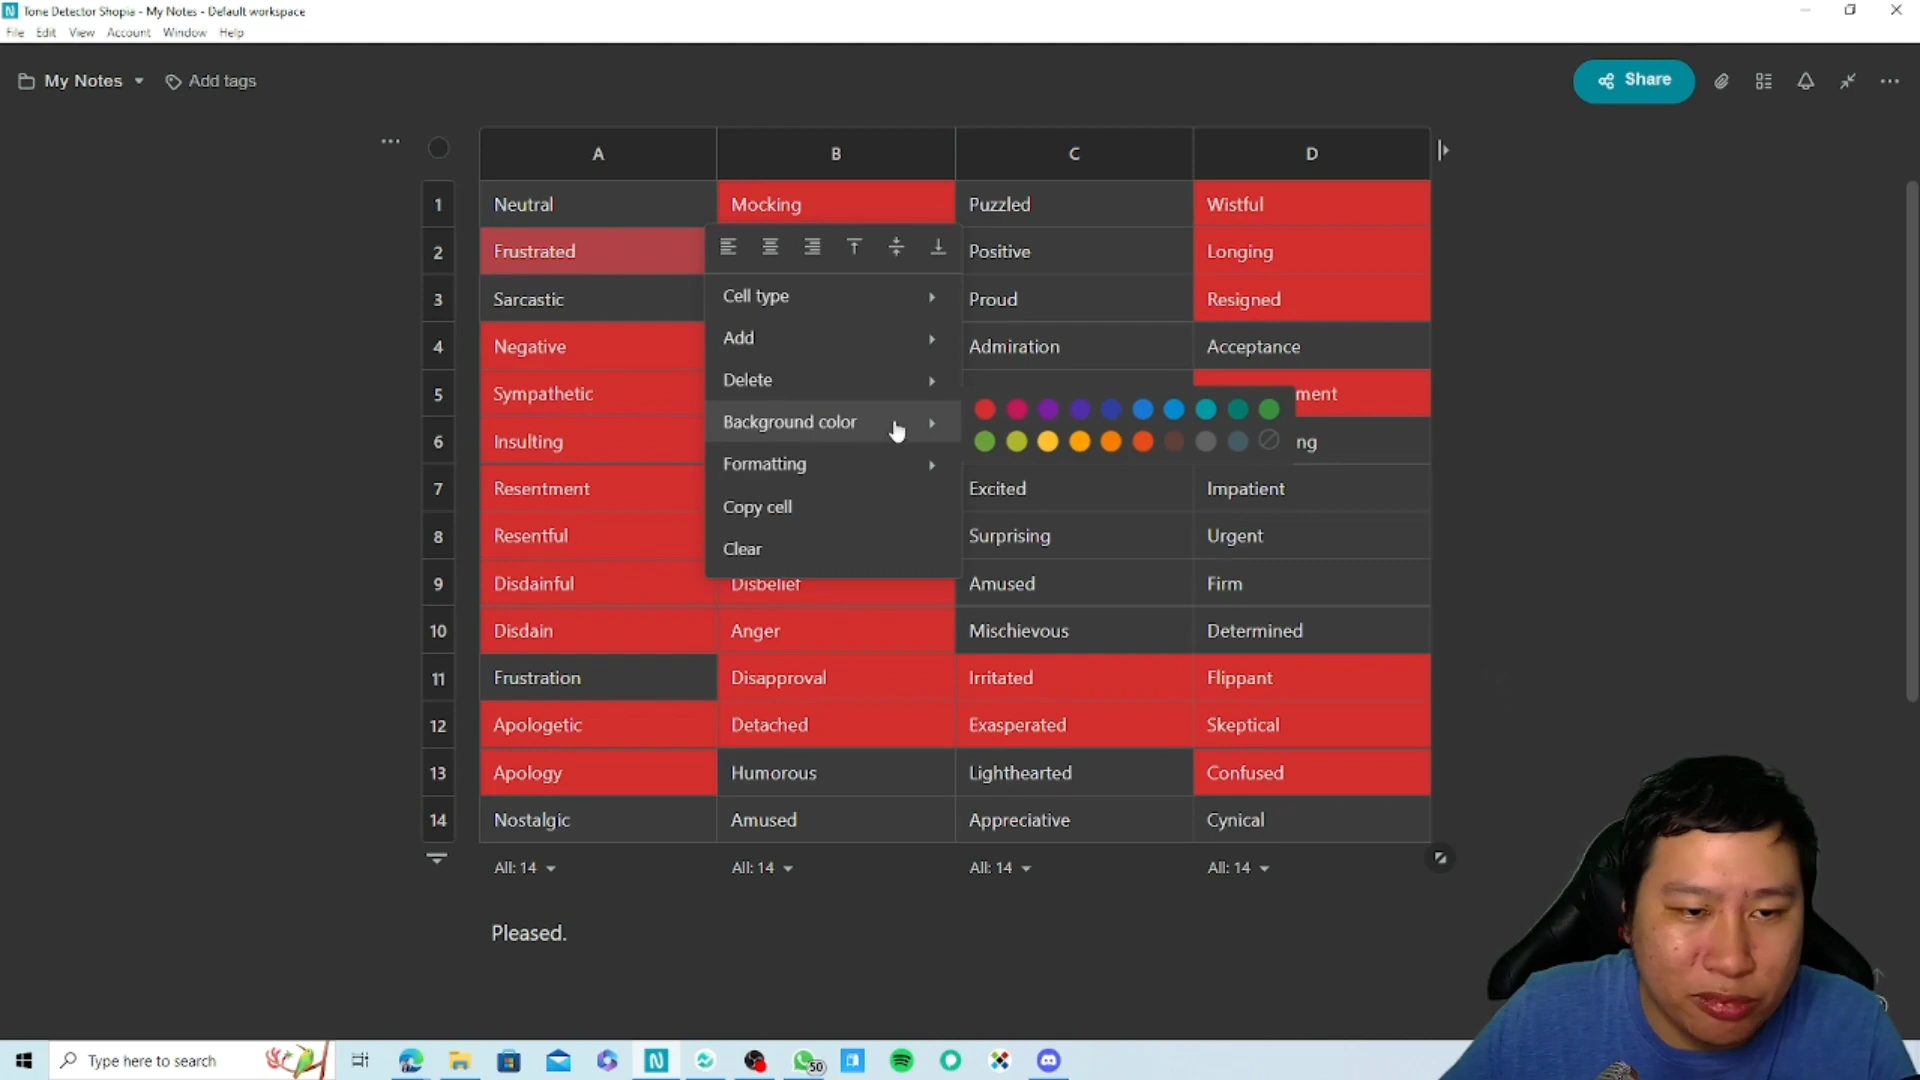 Tone Detector Shopia - My Notes - Default workspace
File Edit View Account Window Help
My Notes Add tags Share
A B C D
1 Neutral Mocking Puzzled Wistful
2 Frustrated Positive Longing
3 Sarcastic Proud Resigned
4 Negative Admiration Acceptance
5 Sympathetic ment
6 Insulting ng
7 Resentment Excited Impatient
8 Resentful Surprising Urgent
9 Disdainful Disbelief Amused Firm
10 Disdain Anger Mischievous Determined
11 Frustration Disapproval Irritated Flippant
12 Apologetic Detached Exasperated Skeptical
13 Apology Humorous Lighthearted Confused
14 Nostalgic Amused Appreciative Cynical
Cell type
Add
Delete
Background color
Formatting
Copy cell
Clear
All: 14 All: 14 All: 14 All: 14
Pleased.
Type here to search
50